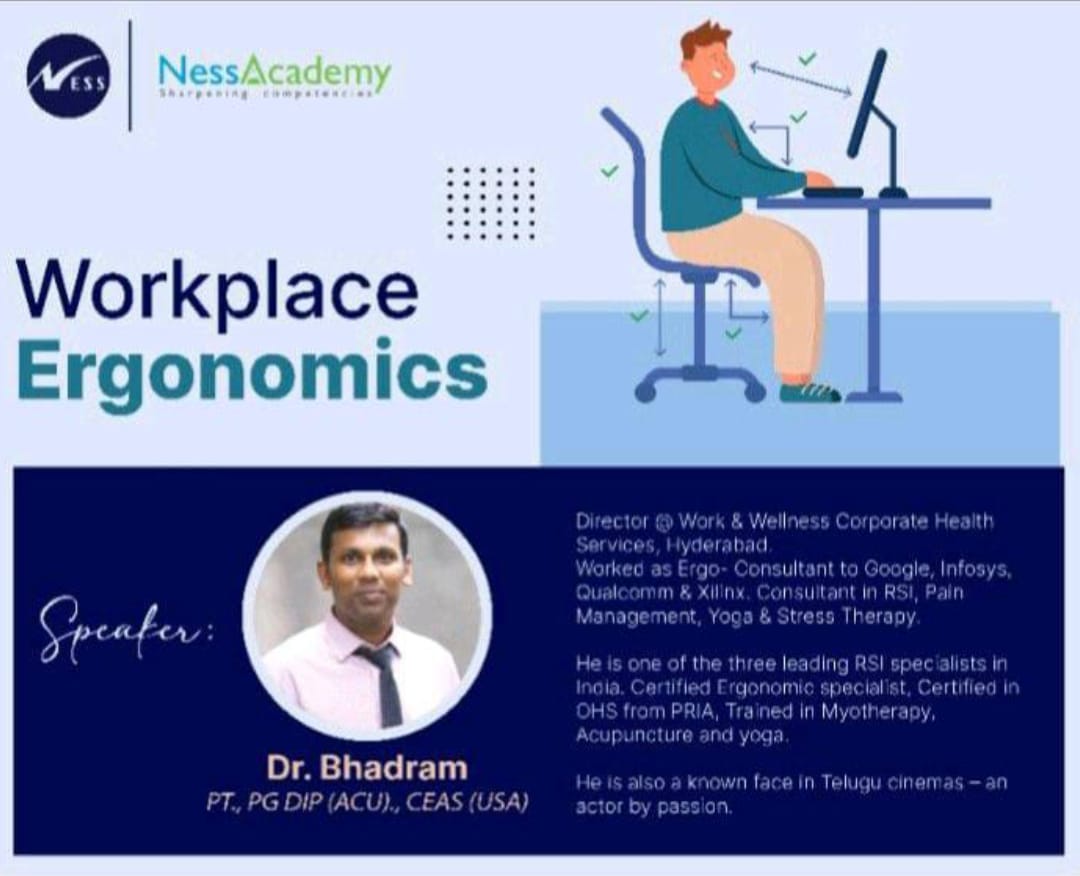 NESS
NessAcademy
Sharpening competencies
Workplace
Ergonomics
Speaker:
Dr. Bhadram
PT., PG DIP (ACU)., CEAS (USA)
Director @ Work & Wellness Corporate Health
Services, Hyderabad.
Worked as Ergo- Consultant to Google, Infosys,
Qualcomm & Xilinx. Consultant in RSI, Pain
Management, Yoga & Stress Therapy.
He is one of the three leading RSI specialists in
India. Certified Ergonomic specialist, Certified in
OHS from PRIA, Trained in Myotherapy,
Acupuncture and yoga.
He is also a known face in Telugu cinemas – an
actor by passion.